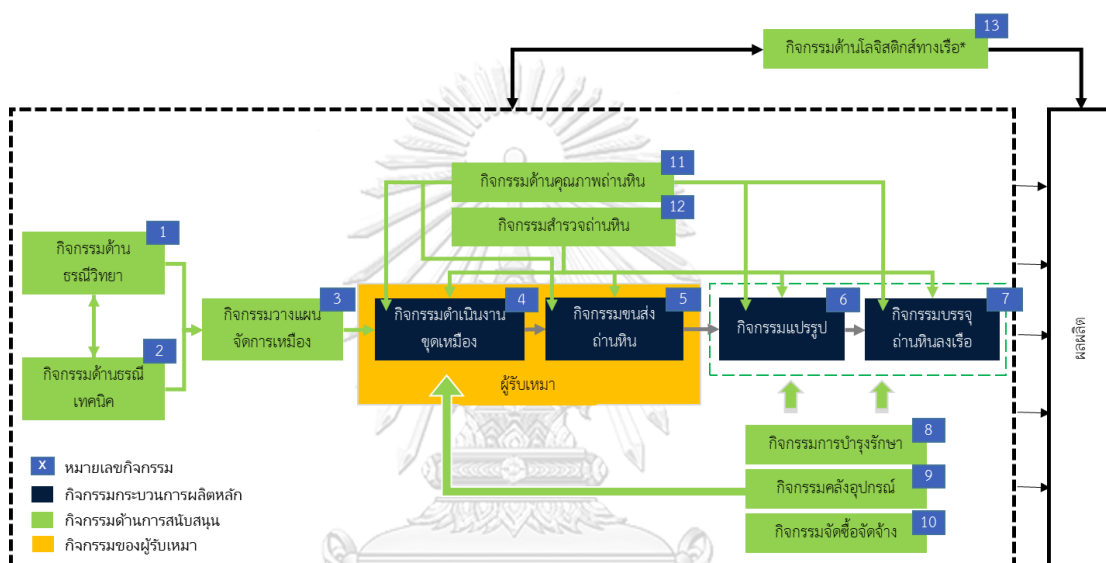 13
กิจกรรมด้านโลจิสติกส์ทางเรือ*
11
กิจกรรมด้านคุณภาพถ่านหิน
12
กิจกรรมสำรวจถ่านหิน
1
กิจกรรมด้าน
ธรณีวิทยา
2
กิจกรรมด้านธรณี
เทคนิค
3
กิจกรรมวางแผน
จัดการเหมือง
4
กิจกรรมดำเนินงาน
ขุดเหมือง
5
กิจกรรมขนส่ง
ถ่านหิน
ผู้รับเหมา
6
กิจกรรมแปรรูป
7
กิจกรรมบรรจุ
ถ่านหินลงเรือ
ผลผลิต
8
กิจกรรมการบำรุงรักษา
9
กิจกรรมคลังอุปกรณ์
10
กิจกรรมจัดซื้อจัดจ้าง
X หมายเลขกิจกรรม
กิจกรรมกระบวนการผลิตหลัก
กิจกรรมด้านการสนับสนุน
กิจกรรมของผู้รับเหมา